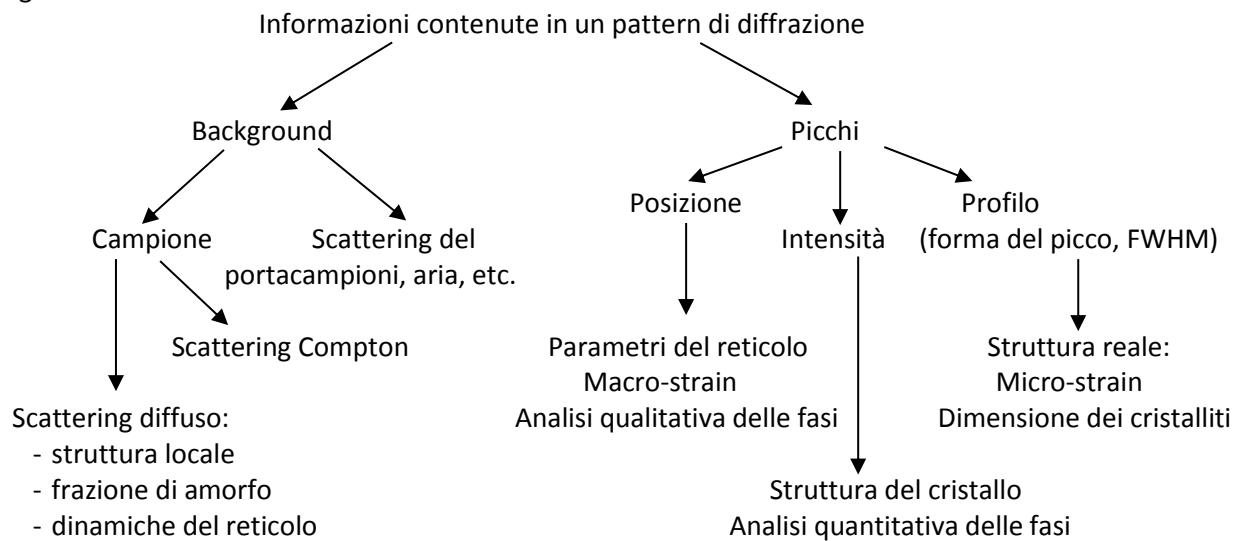 Informazioni contenute in un pattern di diffrazione
Background
Picchi
Posizione
Profilo
Campione
Scattering del
Intensità
(forma del picco, FWHM)
portacampioni, aria, etc.
Scattering Compton
Parametri del reticolo
Struttura reale:
Macro-strain
Micro-strain
Scattering diffuso:
Analisi qualitativa delle fasi
Dimensione dei cristalliti
- struttura locale
- frazione di amorfo
Struttura del cristallo
- dinamiche del reticolo
Analisi quantitativa delle fasi